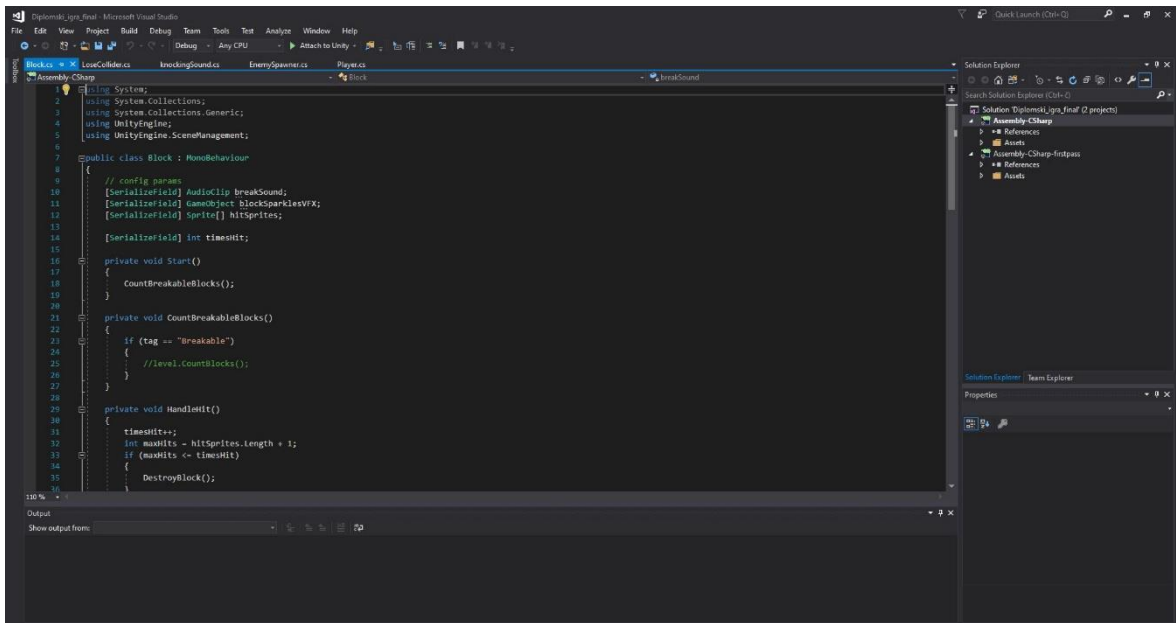 Diplomski_igra_final - Microsoft Visual Studio
Quick Launch (Ctrl+Q)
File Edit View Project Build Debug Team Tools Test Analyze Window Help
Debug Any CPU Attach to Unity
Toolbox
Block.cs LoseCollider.cs knockingSound.cs EnemySpawner.cs Player.cs
Assembly-CSharp Block breakSound
1 using System;
2 using System.Collections;
3 using System.Collections.Generic;
4 using UnityEngine;
5 using UnityEngine.SceneManagement;
6
7 public class Block : MonoBehaviour
8 {
9 // config params
10 [SerializeField] AudioClip breakSound;
11 [SerializeField] GameObject blockSparklesVFX;
12 [SerializeField] Sprite[] hitSprites;
13
14 [SerializeField] int timesHit;
15
16 private void Start()
17 {
18 CountBreakableBlocks();
19 }
20
21 private void CountBreakableBlocks()
22 {
23 if (tag == "Breakable")
24 {
25 //level.CountBlocks();
26 }
27 }
28
29 private void HandleHit()
30 {
31 timesHit++;
32 int maxHits = hitSprites.Length + 1;
33 if (maxHits <= timesHit)
34 {
35 DestroyBlock();
36 }
110 %
Output
Show output from:
Solution Explorer
Search Solution Explorer (Ctrl+č)
Solution 'Diplomski_igra_final' (2 projects)
Assembly-CSharp
References
Assets
Assembly-CSharp-firstpass
References
Assets
Solution Explorer Team Explorer
Properties